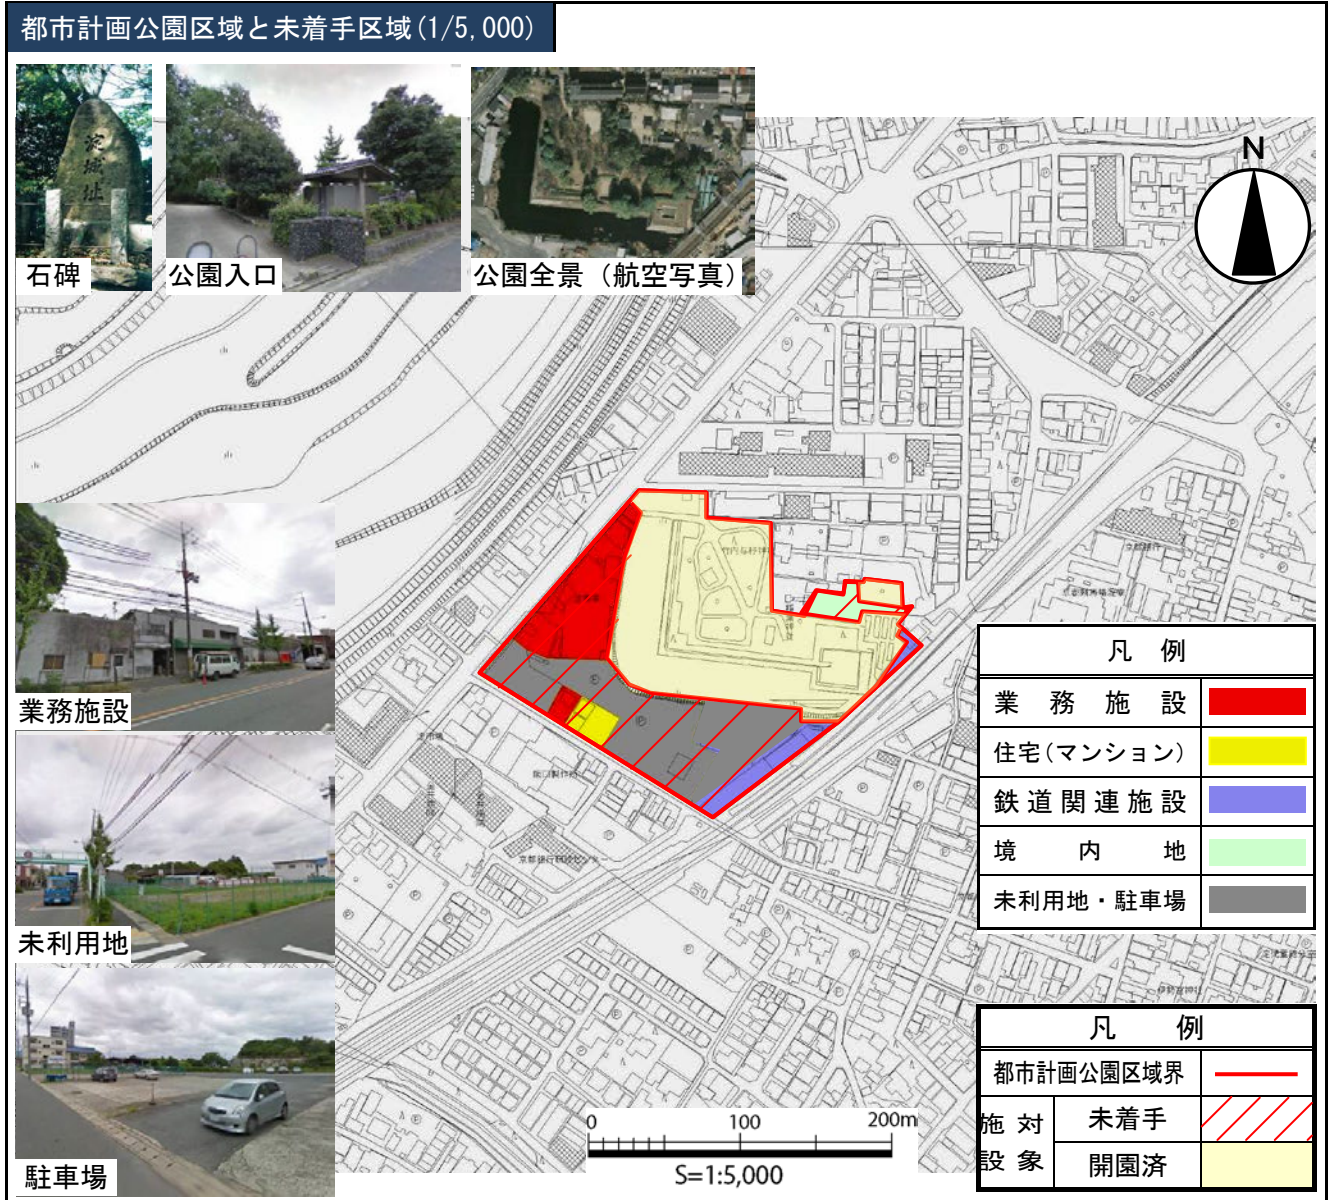 都市計画公園区域と未着手区域(1/5,000)
淀城址
石碑
公園入口
公園全景（航空写真）
N
業務施設
未利用地
駐車場
凡 例
業務施設
住宅(マンション)
鉄道関連施設
境内地
未利用地・駐車場
凡 例
都市計画公園区域界
対象施設
未着手
開園済
0 100 200m
S=1:5,000